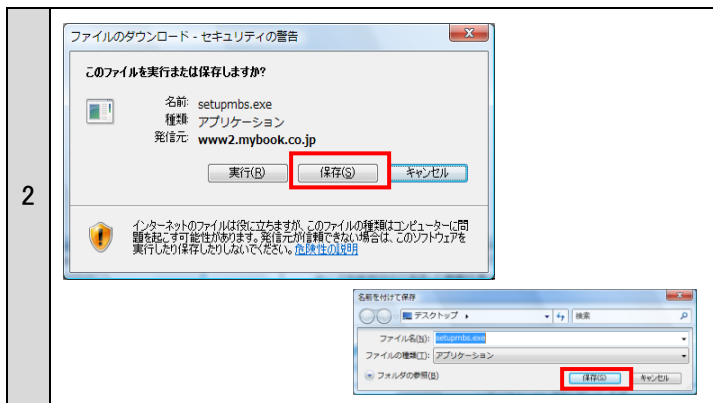 2
ファイルのダウンロード - セキュリティの警告
このファイルを実行または保存しますか?
名前: setupmbs.exe
種類: アプリケーション
発信元: www2.mybook.co.jp
実行(R) 保存(S) キャンセル
インターネットのファイルは役に立ちますが、このファイルの種類はコンピューターに問
題を起こす可能性があります。発信元が信頼できない場合は、このソフトウェアを
実行したり保存したりしないでください。危険性の説明
名前を付けて保存
デスクトップ 検索
ファイル名(N): setupmbs.exe
ファイルの種類(T): アプリケーション
フォルダの参照(B) 保存(S) キャンセル